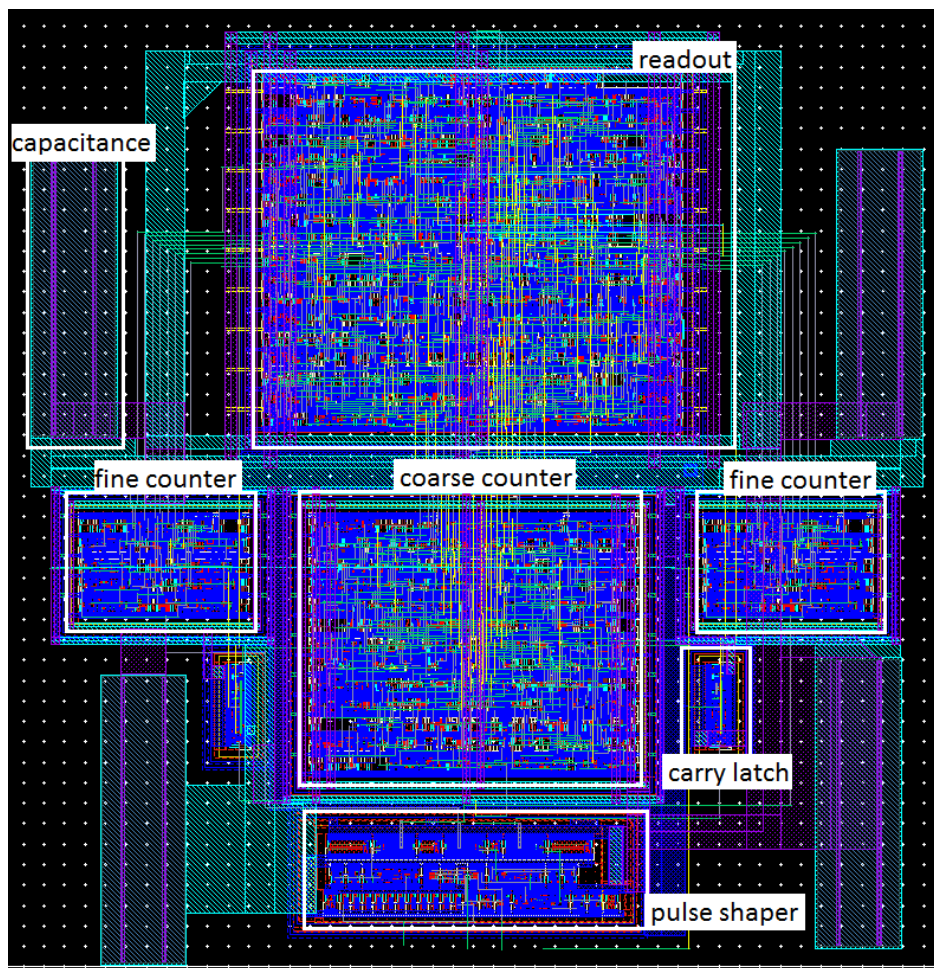 readout
capacitance
fine counter
coarse counter
fine counter
carry latch
pulse shaper